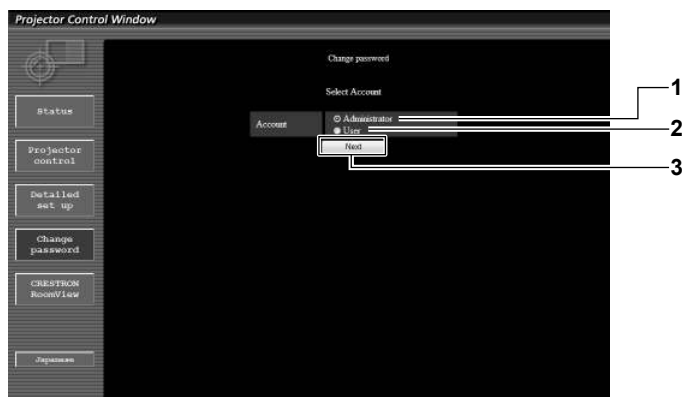 Projector Control Window
Change password
Select Account
Account
Administrator
User
Next
Status
Projector
control
Detailed
set up
Change
password
CRESTRON
RoomView
Japanese
1
2
3